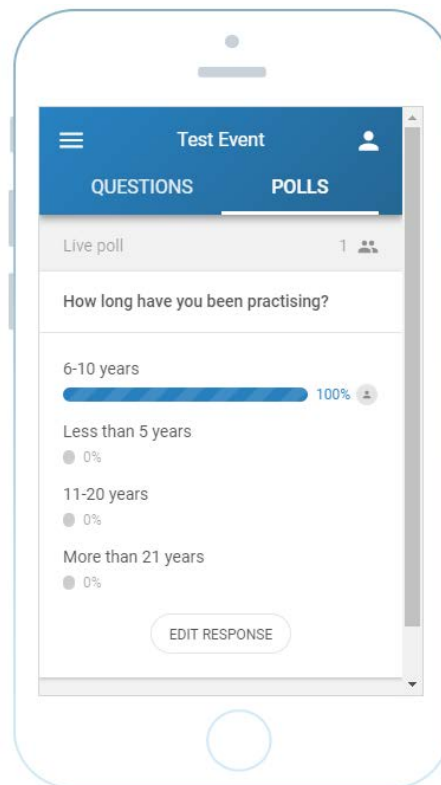 Test Event
QUESTIONS POLLS
Live poll 1
How long have you been practising?
6-10 years
100%
Less than 5 years
0%
11-20 years
0%
More than 21 years
0%
EDIT RESPONSE